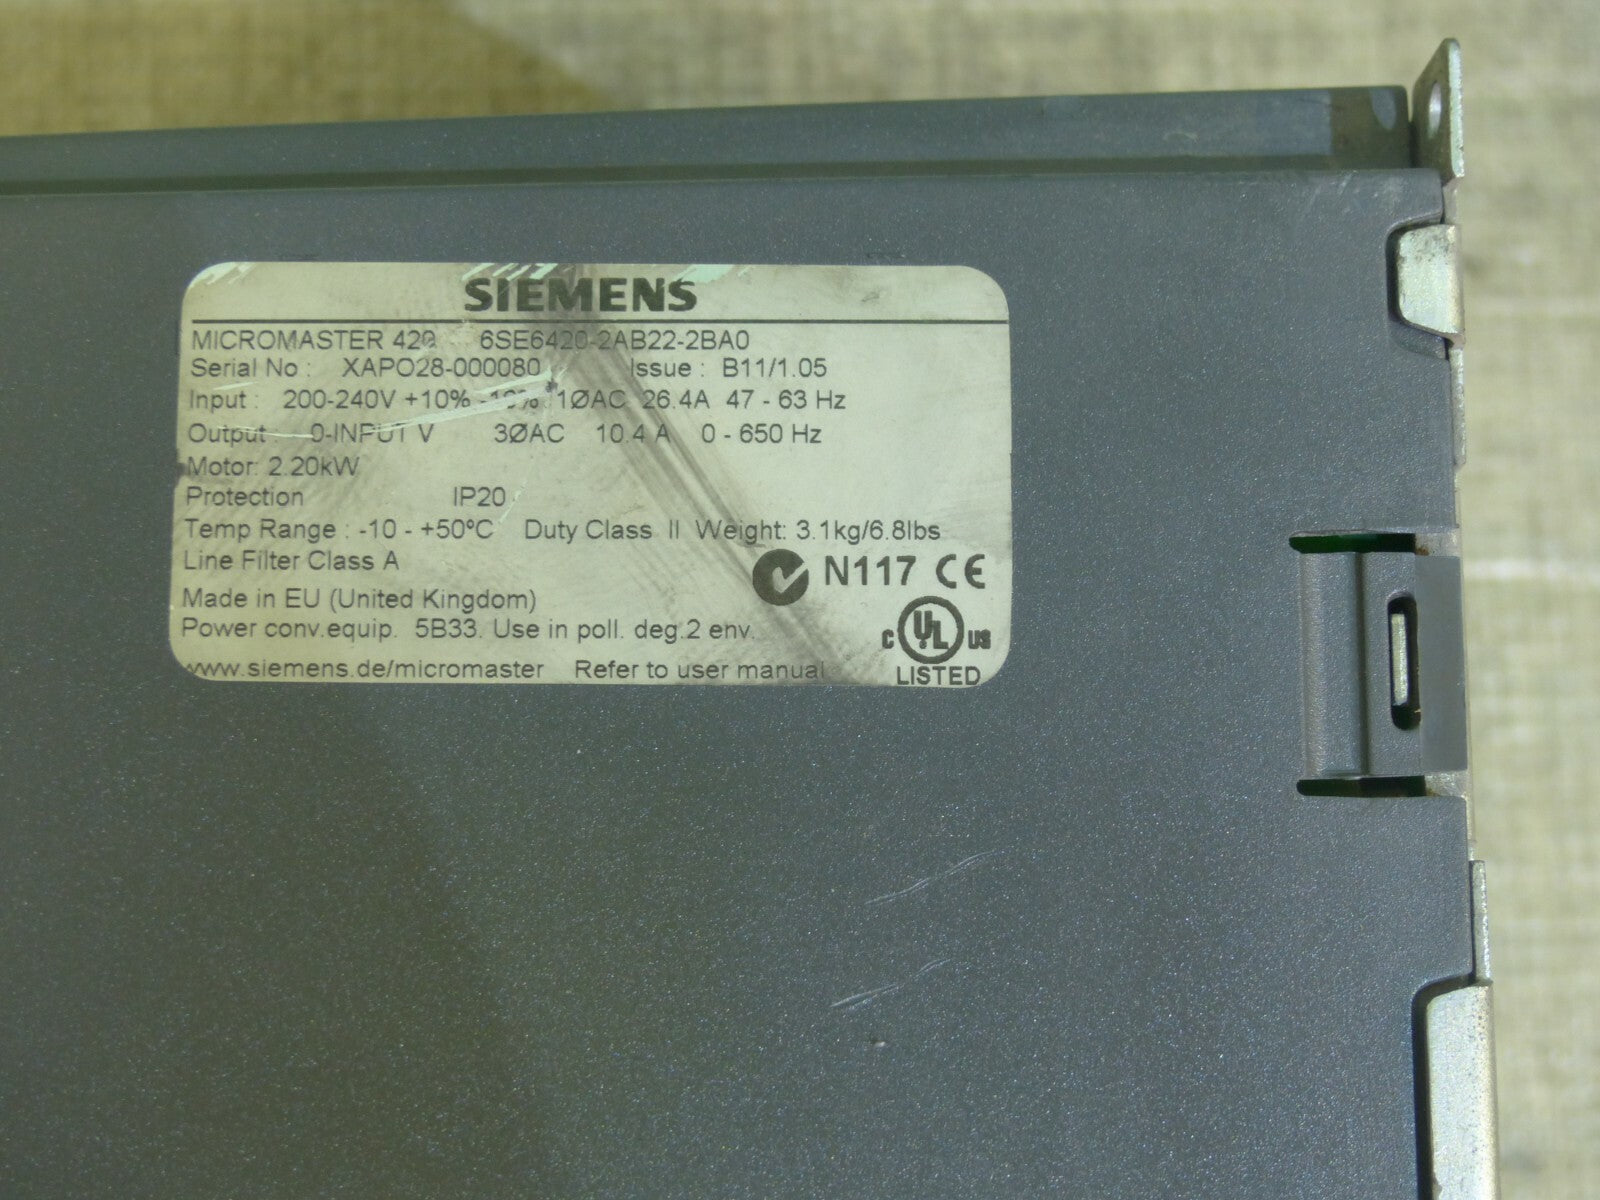 SIEMENS
MICROMASTER 420 6SE6420-2AB22-2BA0
Serial No : XAPO28-000080 Issue : B11/1.05
Input : 200-240V +10% -10% 1ØAC 26.4A 47 - 63 Hz
Output : 0-INPUT V 3ØAC 10.4 A 0 - 650 Hz
Motor: 2.20kW
Protection IP20
Temp Range : -10 - +50ºC Duty Class II Weight: 3.1kg/6.8lbs
Line Filter Class A
N117 CE
Made in EU (United Kingdom)
Power conv.equip. 5B33. Use in poll. deg.2 env.
C UL US
www.siemens.de/micromaster Refer to user manual
LISTED